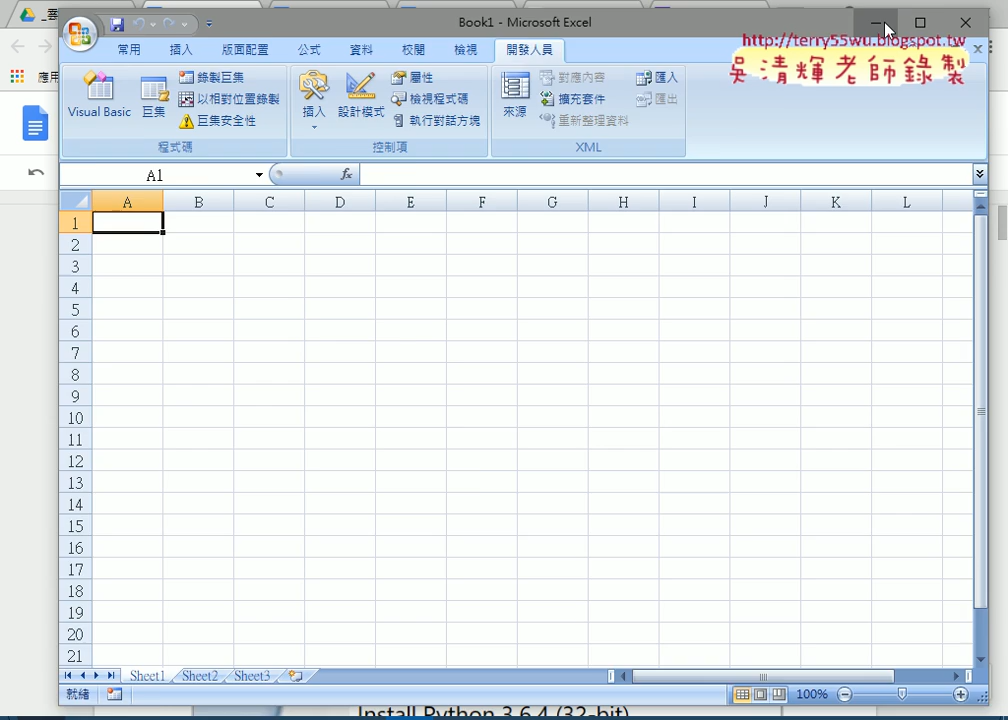 雲
應用
Book1 - Microsoft Excel
http://terry55wu.blogspot.tw
吳清輝老師錄製
常用 插入 版面配置 公式 資料 校閱 檢視 開發人員
Visual Basic 巨集 錄製巨集 以相對位置錄製 巨集安全性 程式碼
插入 設計模式 屬性 檢視程式碼 執行對話方塊 控制項
來源 對應內容 擴充套件 重新整理資料 匯入 匯出 XML
A1 fx
A B C D E F G H I J K L
1
2
3
4
5
6
7
8
9
10
11
12
13
14
15
16
17
18
19
20
21
Sheet1 Sheet2 Sheet3
就緒 100%
Install Python 3.6.4 (32-bit)